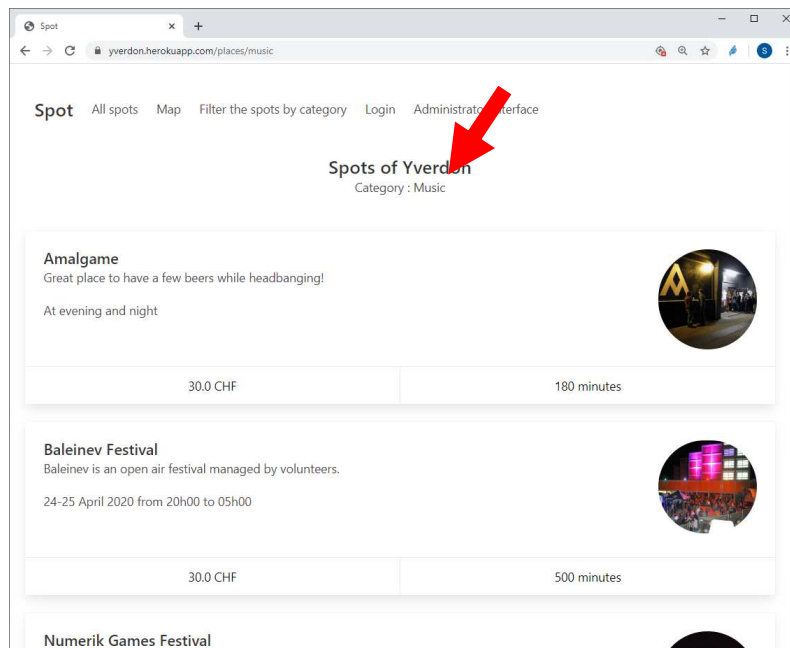 Spot
yverdon.herokuapp.com/places/music
S
Spot All spots Map Filter the spots by category Login Administrator interface
Spots of Yverdon
Category : Music
Amalgame
Great place to have a few beers while headbanging!
At evening and night
30.0 CHF 180 minutes
Baleinev Festival
Baleinev is an open air festival managed by volunteers.
24-25 April 2020 from 20h00 to 05h00
30.0 CHF 500 minutes
Numerik Games Festival